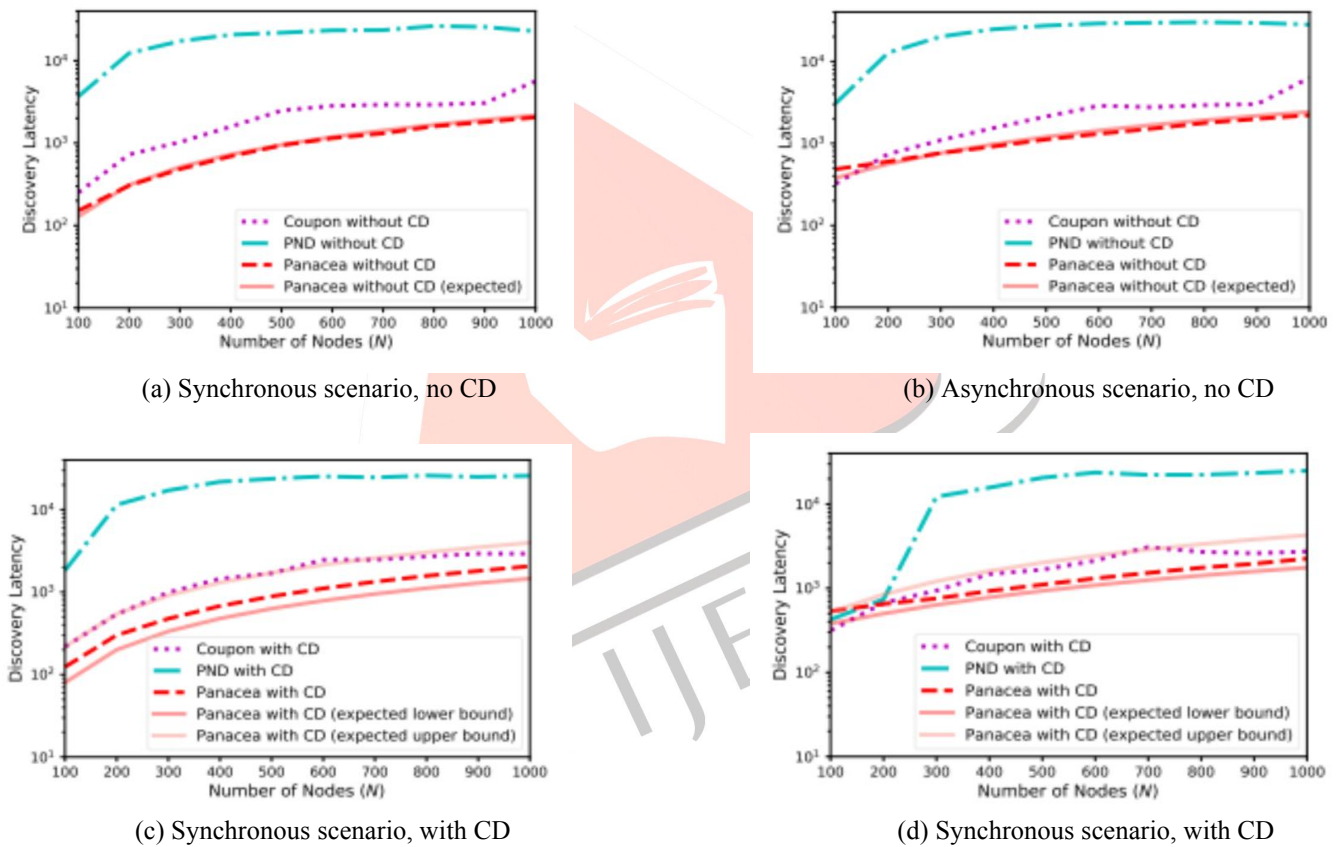 Discovery Latency
10^4
10^3
10^2
10^1
Coupon without CD
PND without CD
Panacea without CD
Panacea without CD (expected)
100 200 300 400 500 600 700 800 900 1000
Number of Nodes (N)
(a) Synchronous scenario, no CD
Discovery Latency
10^4
10^3
10^2
10^1
Coupon without CD
PND without CD
Panacea without CD
Panacea without CD (expected)
100 200 300 400 500 600 700 800 900 1000
Number of Nodes (N)
(b) Asynchronous scenario, no CD
Discovery Latency
10^4
10^3
10^2
10^1
Coupon with CD
PND with CD
Panacea with CD
Panacea with CD (expected lower bound)
Panacea with CD (expected upper bound)
100 200 300 400 500 600 700 800 900 1000
Number of Nodes (N)
(c) Synchronous scenario, with CD
Discovery Latency
10^4
10^3
10^2
10^1
Coupon with CD
PND with CD
Panacea with CD
Panacea with CD (expected lower bound)
Panacea with CD (expected upper bound)
100 200 300 400 500 600 700 800 900 1000
Number of Nodes (N)
(d) Synchronous scenario, with CD